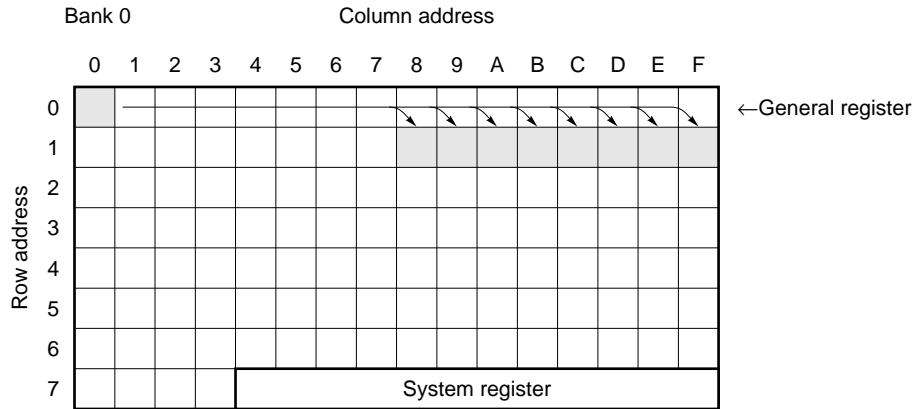 Bank 0 Column address
0 1 2 3 4 5 6 7 8 9 A B C D E F
0 ←General register
1
2
3
4
5
6
7 System register
Row address